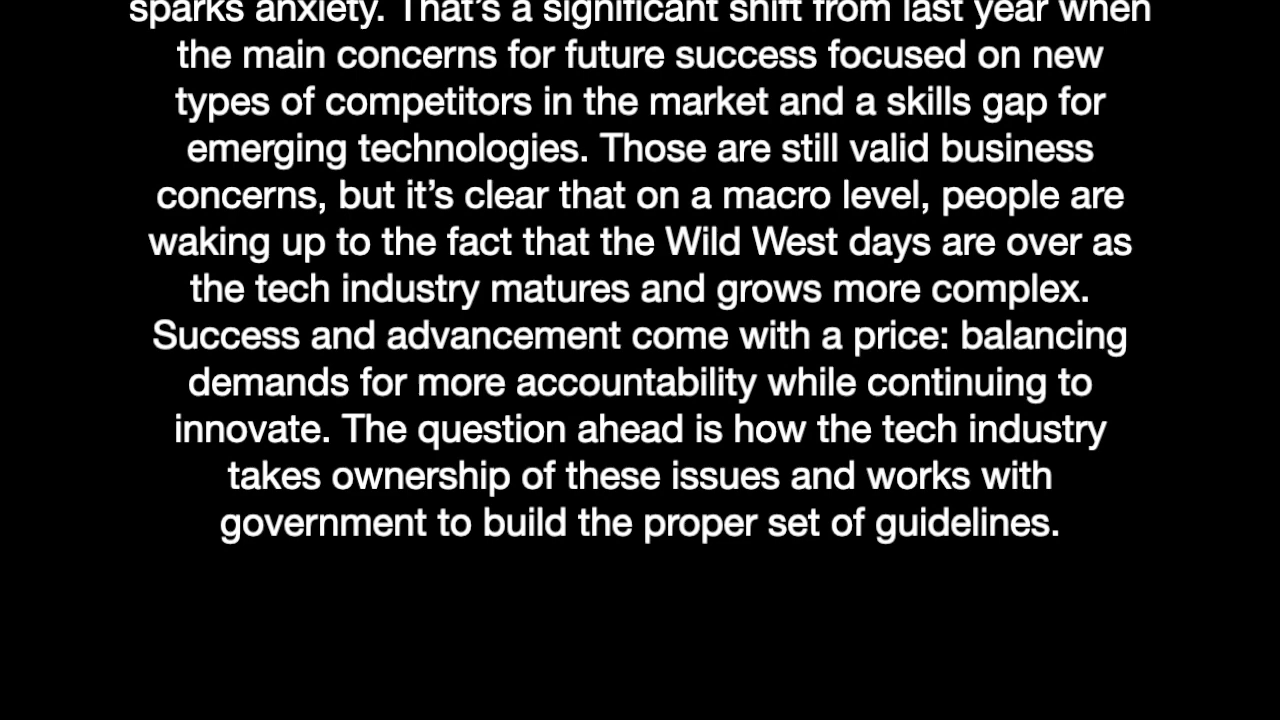 sparks anxiety. That’s a significant shift from last year when
the main concerns for future success focused on new
types of competitors in the market and a skills gap for
emerging technologies. Those are still valid business
concerns, but it’s clear that on a macro level, people are
waking up to the fact that the Wild West days are over as
the tech industry matures and grows more complex.
Success and advancement come with a price: balancing
demands for more accountability while continuing to
innovate. The question ahead is how the tech industry
takes ownership of these issues and works with
government to build the proper set of guidelines.